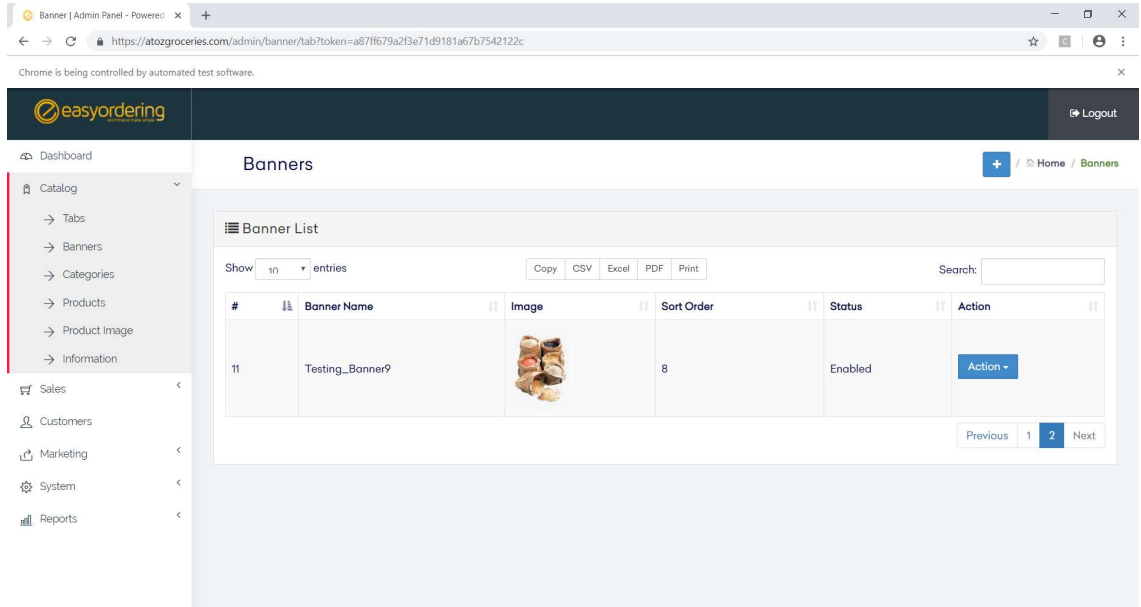 Banner | Admin Panel - Powered
https://atozgroceries.com/admin/banner/tab?token=a87ff679a2f3e71d9181a67b7542122c
Chrome is being controlled by automated test software.
easyordering
Logout
Dashboard
Banners
+ / Home / Banners
Catalog
Tabs
Banners
Categories
Products
Product Image
Information
Sales
Customers
Marketing
System
Reports
Banner List
Show 10 entries
Copy CSV Excel PDF Print
Search:
# Banner Name Image Sort Order Status Action
11 Testing_Banner9 8 Enabled Action
Previous 1 2 Next